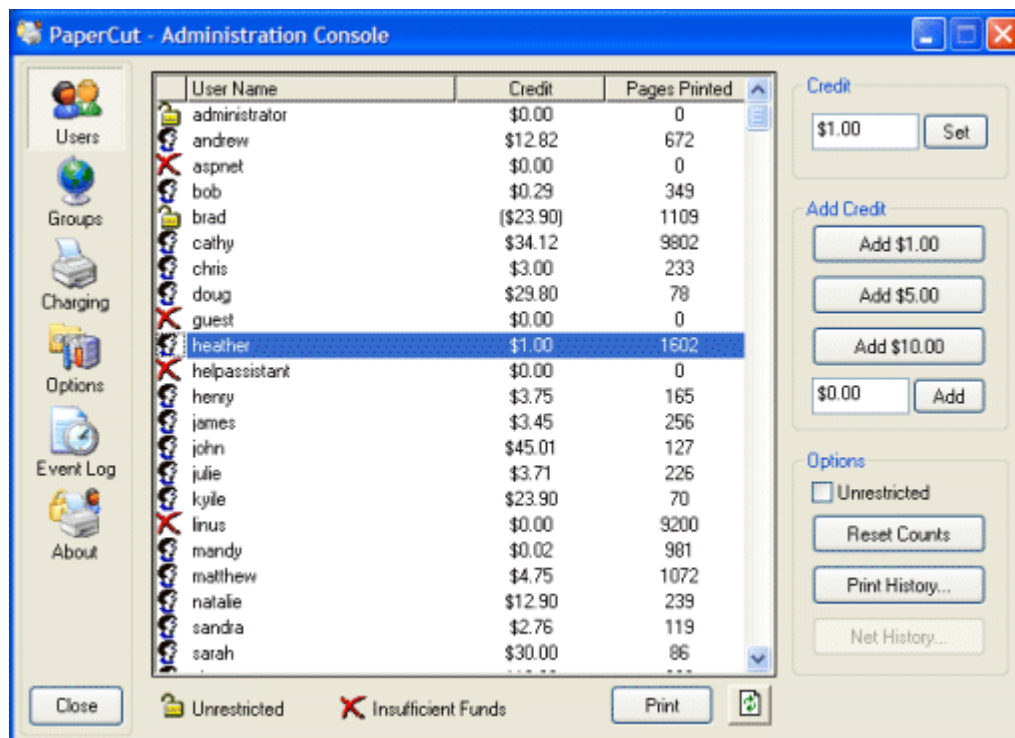 PaperCut - Administration Console
Users
Groups
Charging
Options
Event Log
About
Close
User Name Credit Pages Printed
administrator $0.00 0
andrew $12.82 672
aspnet $0.00 0
bob $0.29 349
brad ($23.90) 1109
cathy $34.12 9802
chris $3.00 233
doug $29.80 78
guest $0.00 0
heather $1.00 1602
helpassistant $0.00 0
henry $3.75 165
james $3.45 256
john $45.01 127
julie $3.71 226
kyile $23.90 70
linus $0.00 9200
mandy $0.02 981
matthew $4.75 1072
natalie $12.90 239
sandra $2.76 119
sarah $30.00 86
Unrestricted
Insufficient Funds
Print
Credit
$1.00 Set
Add Credit
Add $1.00
Add $5.00
Add $10.00
$0.00 Add
Options
Unrestricted
Reset Counts
Print History...
Net History...